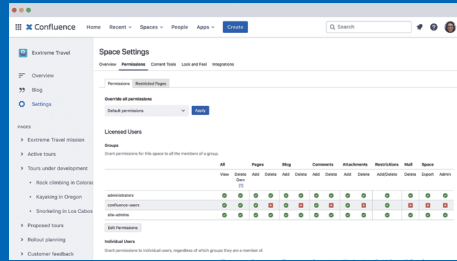 Confluence Home Recent Spaces People Apps Create Search
Exxtreme Travel
Overview
Blog
Settings
PAGES
Exxtreme Travel mission
Active tours
Tours under development
Rock climbing in Colorad
Kayaking in Oregon
Snorkeling in Los Cabos
Proposed tours
Rollout planning
Customer feedback
Space Settings
Overview Permissions Content Tools Look and Feel Integrations
Permissions Restricted Pages
Override all permissions
Default permissions Apply
Licensed Users
Groups
Grant permissions for this space to all the members of a group.
All Pages Blog Comments Attachments Restrictions Mail Space
View Delete Own Add Delete Add Delete Add Delete Add Delete Add/Delete Delete Export Admin
administrators
confluence-users
site-admins
Edit Permissions
Individual Users
Grant permissions to individual users, regardless of which groups they are a member of.